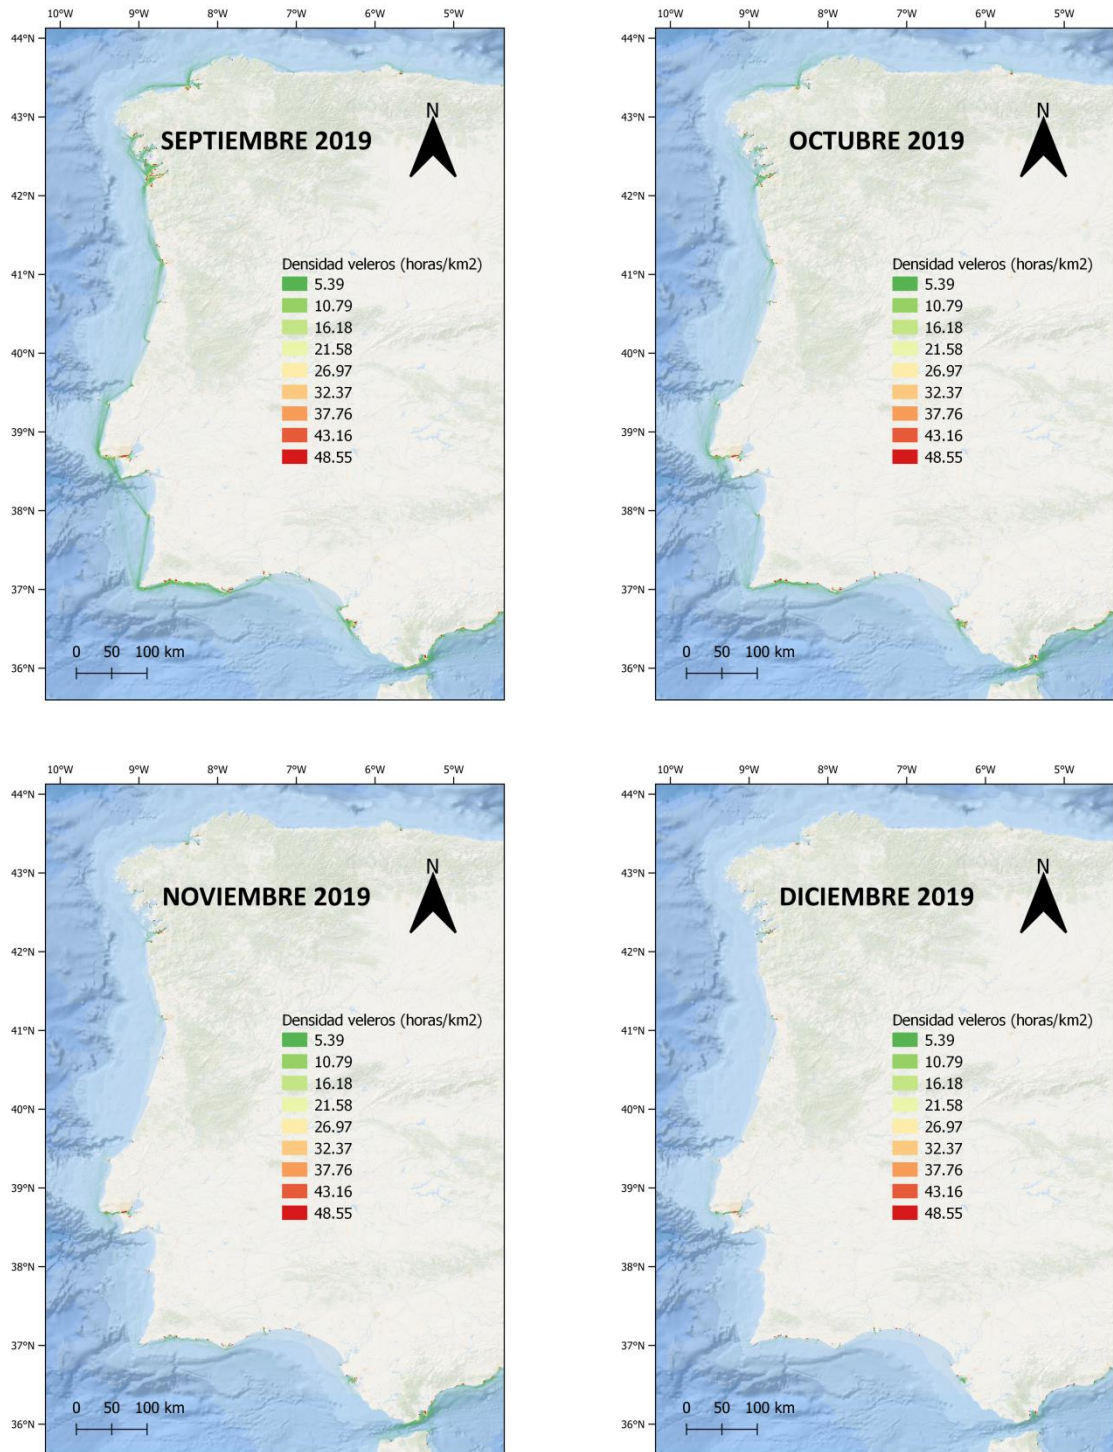 10°W 9°W 8°W 7°W 6°W 5°W
44°N
43°N
42°N
41°N
40°N
39°N
38°N
37°N
36°N
N
SEPTIEMBRE 2019
Densidad veleros (horas/km2)
5.39
10.79
16.18
21.58
26.97
32.37
37.76
43.16
48.55
0 50 100 km
10°W 9°W 8°W 7°W 6°W 5°W
44°N
43°N
42°N
41°N
40°N
39°N
38°N
37°N
36°N
N
OCTUBRE 2019
Densidad veleros (horas/km2)
5.39
10.79
16.18
21.58
26.97
32.37
37.76
43.16
48.55
0 50 100 km
10°W 9°W 8°W 7°W 6°W 5°W
44°N
43°N
42°N
41°N
40°N
39°N
38°N
37°N
36°N
N
NOVIEMBRE 2019
Densidad veleros (horas/km2)
5.39
10.79
16.18
21.58
26.97
32.37
37.76
43.16
48.55
0 50 100 km
10°W 9°W 8°W 7°W 6°W 5°W
44°N
43°N
42°N
41°N
40°N
39°N
38°N
37°N
36°N
N
DICIEMBRE 2019
Densidad veleros (horas/km2)
5.39
10.79
16.18
21.58
26.97
32.37
37.76
43.16
48.55
0 50 100 km